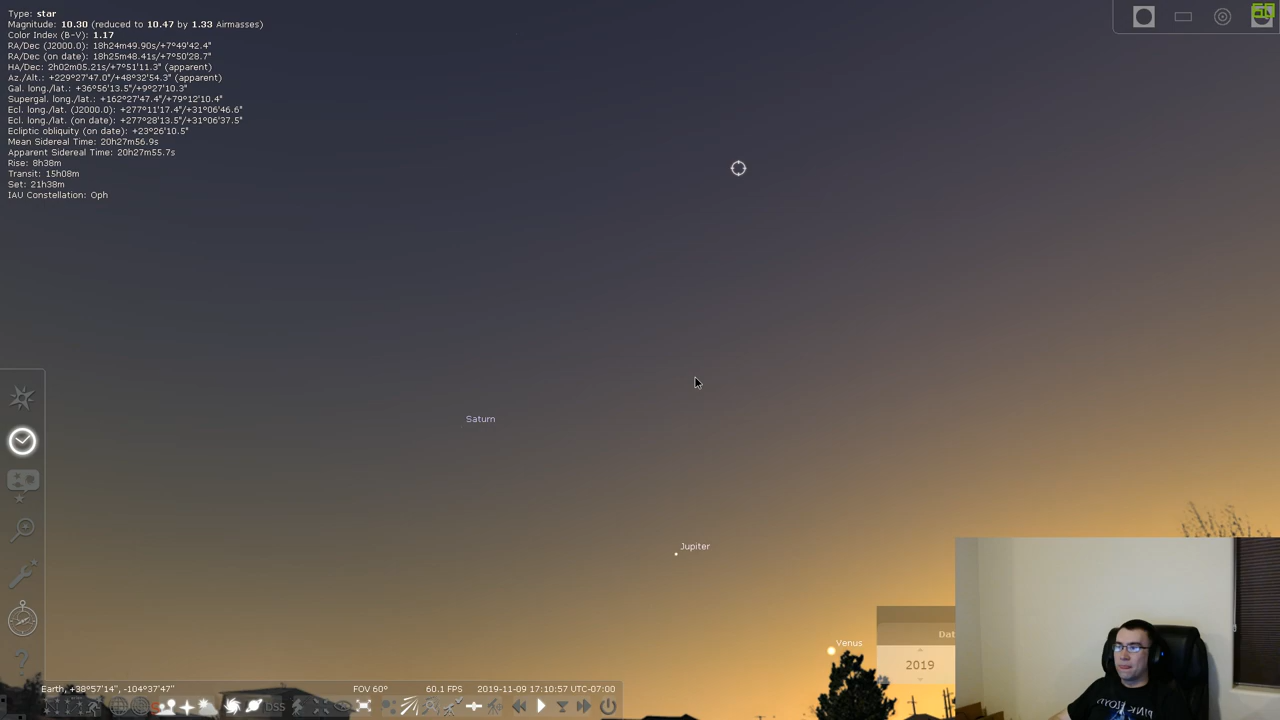 Type: star
Magnitude: 10.30 (reduced to 10.47 by 1.33 Airmasses)
Color Index (B-V): 1.17
RA/Dec (J2000.0): 18h24m49.90s/+7°49'42.4"
RA/Dec (on date): 18h25m48.41s/+7°50'28.7"
HA/Dec: 2h02m05.21s/+7°51'11.3" (apparent)
Az./Alt.: +229°27'47.0"/+48°32'54.3" (apparent)
Gal. long./lat.: +36°56'13.5"/+9°27'10.3"
Supergal. long./lat.: +162°27'47.4"/+79°12'10.4"
Ecl. long./lat. (J2000.0): +277°11'17.4"/+31°06'46.6"
Ecl. long./lat. (on date): +277°28'13.5"/+31°06'37.5"
Ecliptic obliquity (on date): +23°26'10.5"
Mean Sidereal Time: 20h27m56.9s
Apparent Sidereal Time: 20h27m55.7s
Rise: 8h38m
Transit: 15h08m
Set: 21h38m
IAU Constellation: Oph
Saturn
Jupiter
Venus
Dat
2019
Earth, +38°57'14", -104°37'47"
FOV 60°
60.1 FPS
2019-11-09 17:10:57 UTC-07:00
DSS
PINK FLOYD